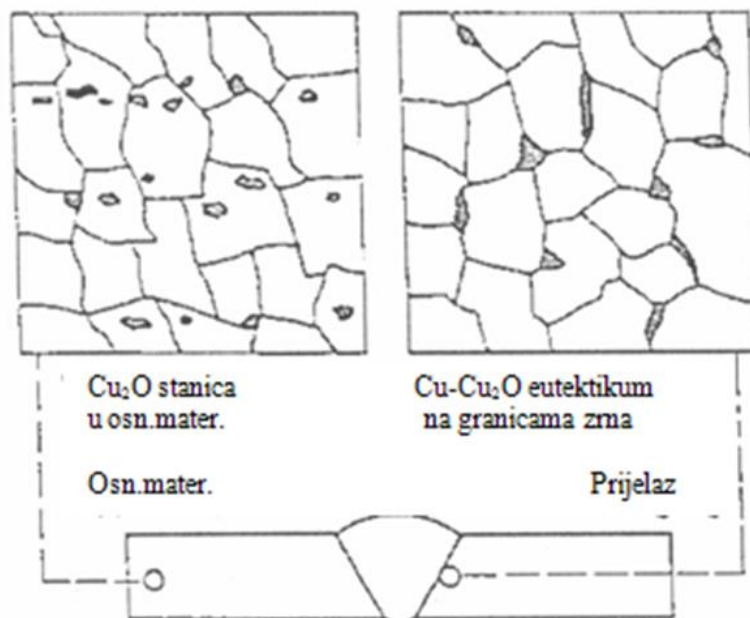 Cu₂O stanica
u osn.mater.
Cu-Cu₂O eutektikum
na granicama zrna
Osn.mater.
Prijelaz